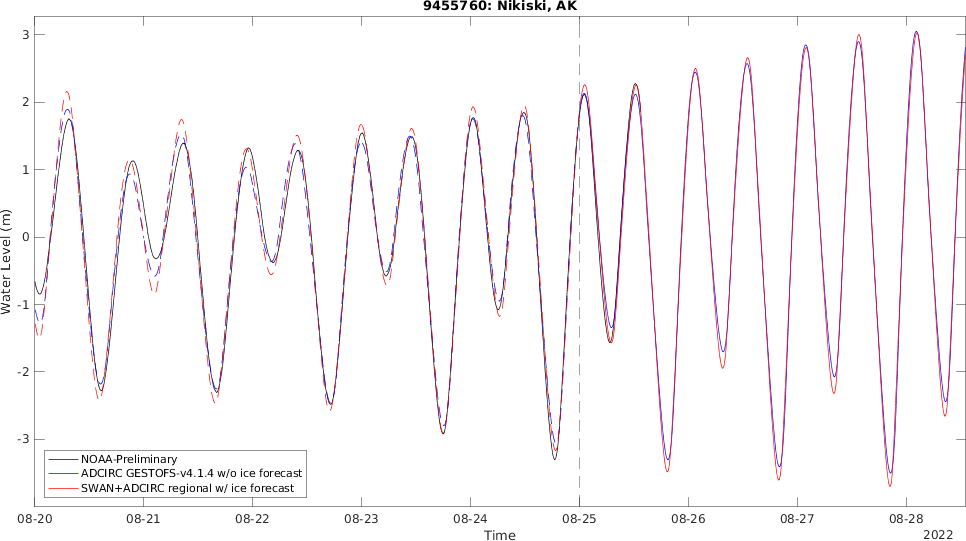 9455760: Nikiski, AK
3
2
1
0
-1
-2
-3
Water Level (m)
NOAA-Preliminary
ADCIRC GESTOFS-v4.1.4 w/o ice forecast
SWAN+ADCIRC regional w/ ice forecast
08-20 08-21 08-22 08-23 08-24 08-25 08-26 08-27 08-28
Time
2022